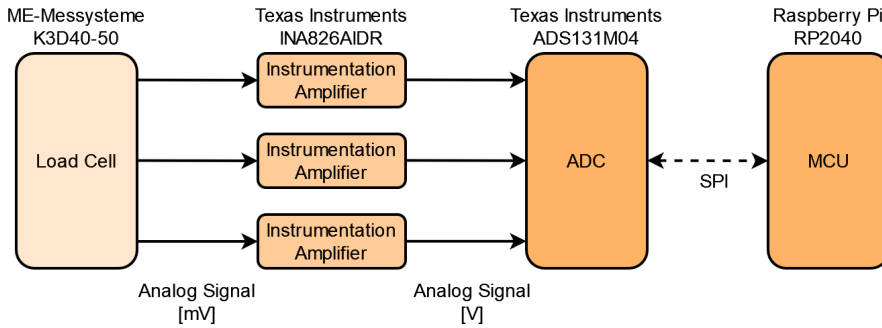 ME-Messysteme
K3D40-50
Texas Instruments
INA826AIDR
Texas Instruments
ADS131M04
Raspberry Pi
RP2040
Load Cell
Instrumentation
Amplifier
Instrumentation
Amplifier
Instrumentation
Amplifier
ADC
SPI
MCU
Analog Signal
[mV]
Analog Signal
[V]